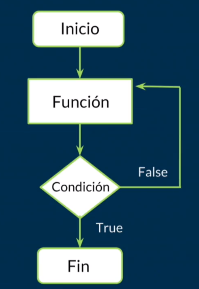 Inicio
Función
Condición
False
True
Fin